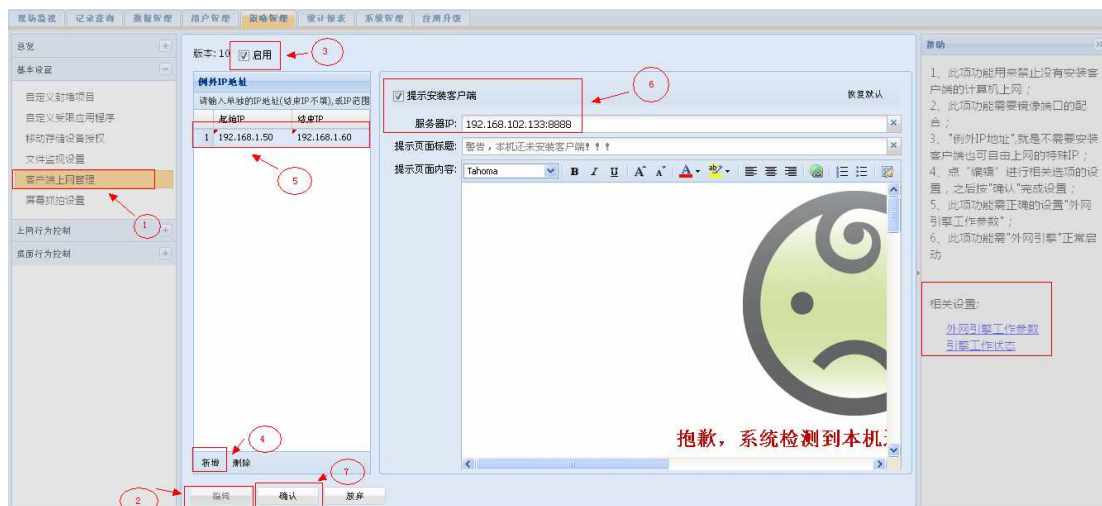 现场监视 记录查询 数据管理 用户管理 策略管理 统计报表 系统管理 应用升级
总览
基本设置
自定义封堵项目
自定义受限应用程序
移动存储设备授权
文件监视设置
客户端上网管理
屏幕抓拍设置
上网行为控制
桌面行为控制
1
版本: 10 启用
3
例外IP地址
请输入单独的IP地址(结束IP不填),或IP范围
起始IP 结束IP
1 192.168.1.50 192.168.1.60
5
4
新增 删除
2
7
编辑 确认 放弃
提示安装客户端
6
恢复默认
服务器IP: 192.168.102.133:8888
提示页面标题: 警告，本机还未安装客户端！！！
提示页面内容: Tahoma B I U A A A ab
抱歉，系统检测到本机
帮助
1、此项功能用来禁止没有安装客
户端的计算机上网；
2、此项功能需要镜像端口的配
合；
3、"例外IP地址",就是不需要安装
客户端也可自由上网的特殊IP；
4、点"编辑"进行相关选项的设
置，之后按"确认"完成设置；
5、此项功能需正确的设置"外网
引擎工作参数"；
6、此项功能需"外网引擎"正常启
动
相关设置:
外网引擎工作参数
引擎工作状态